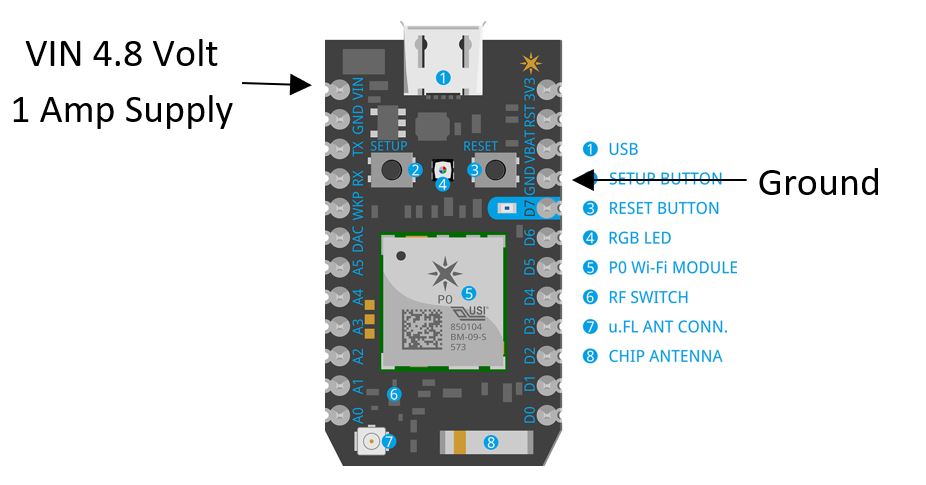 VIN 4.8 Volt
1 Amp Supply
Ground
VIN
GND
TX
RX
WKP
DAC
A5
A4
A3
A2
A1
A0
3V3
RST
VBAT
GND
D7
D6
D5
D4
D3
D2
D1
D0
1
SETUP
RESET
2
3
4
P0
5
USI
850104
BM-09-S
573
6
7
8
1 USB
2 SETUP BUTTON
3 RESET BUTTON
4 RGB LED
5 P0 Wi-Fi MODULE
6 RF SWITCH
7 u.FL ANT CONN.
8 CHIP ANTENNA